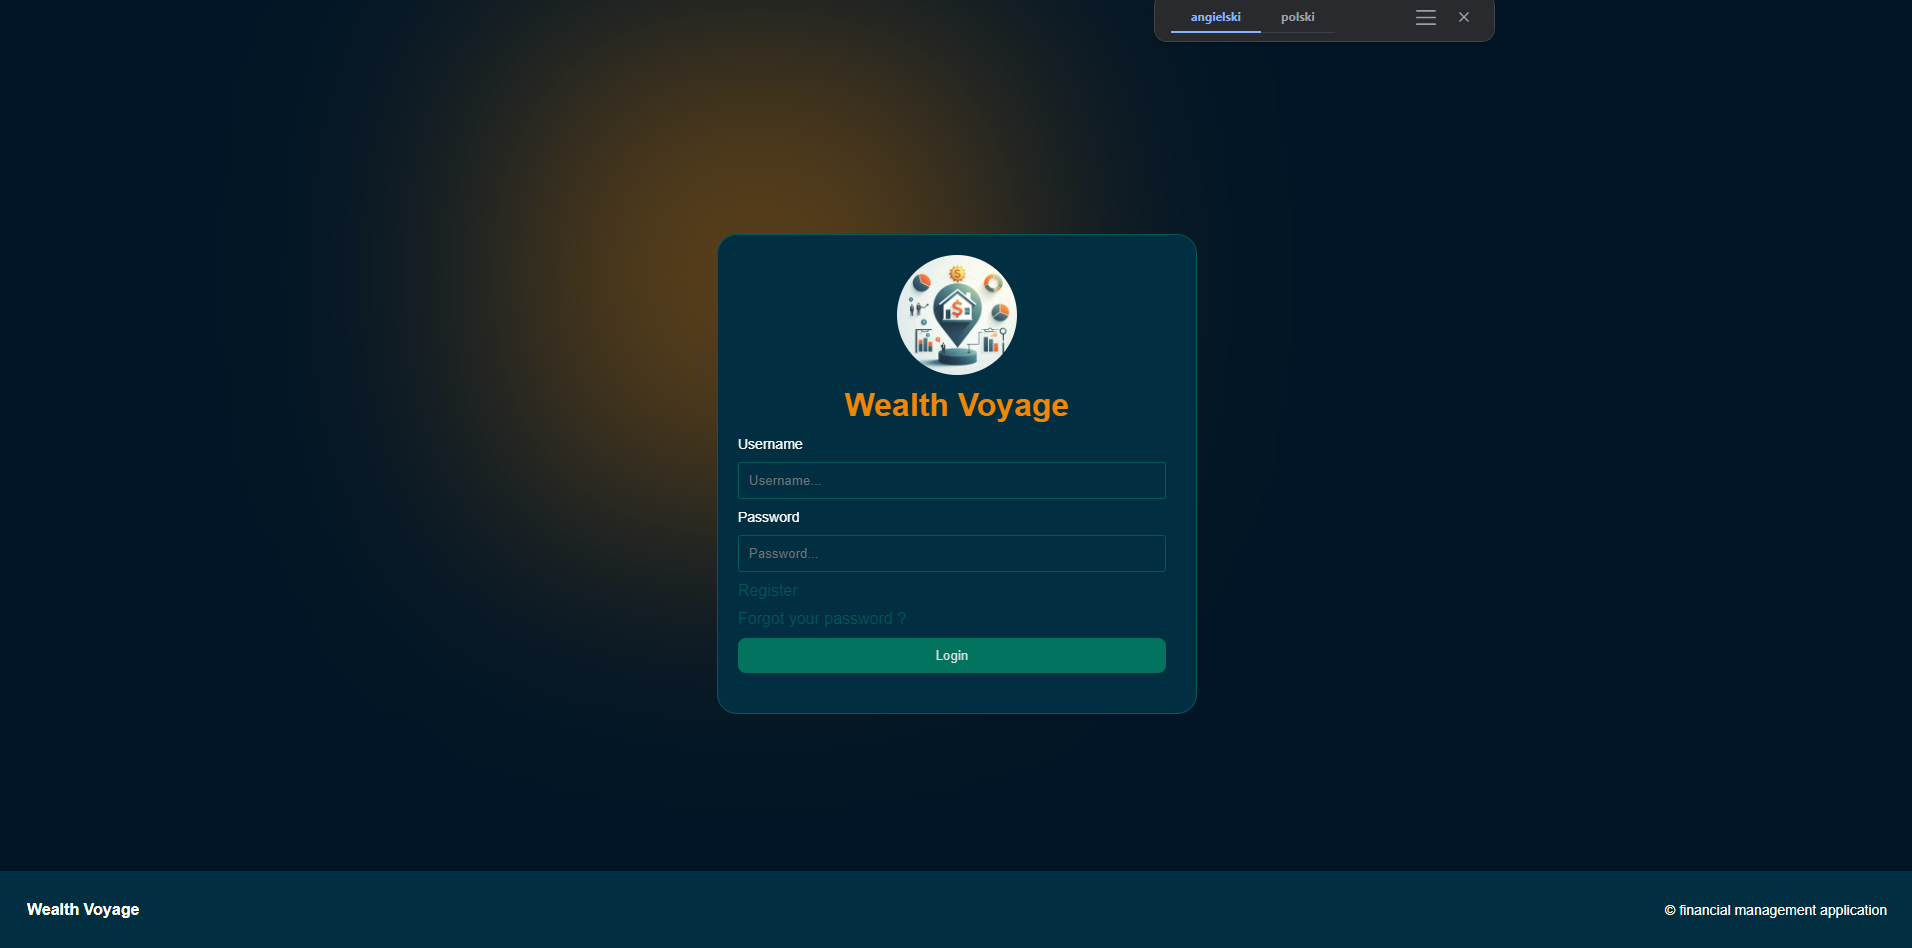 angielski polski
Wealth Voyage
Username
Username...
Password
Password...
Register
Forgot your password ?
Login
Wealth Voyage
© financial management application